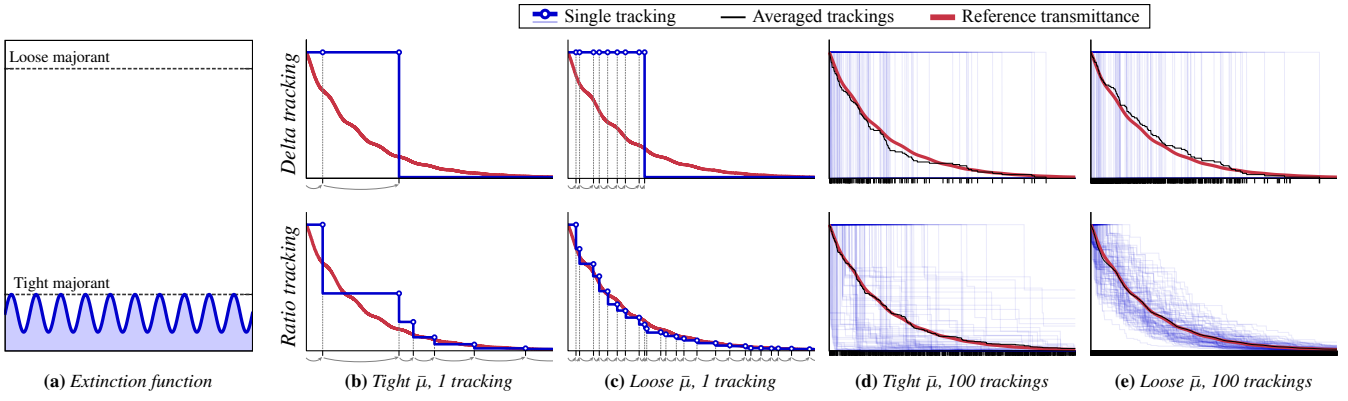 Single tracking Averaged trackings Reference transmittance
Loose majorant
Tight majorant
Delta tracking
Ratio tracking
(a) Extinction function
(b) Tight μ̄, 1 tracking
(c) Loose μ̄, 1 tracking
(d) Tight μ̄, 100 trackings
(e) Loose μ̄, 100 trackings